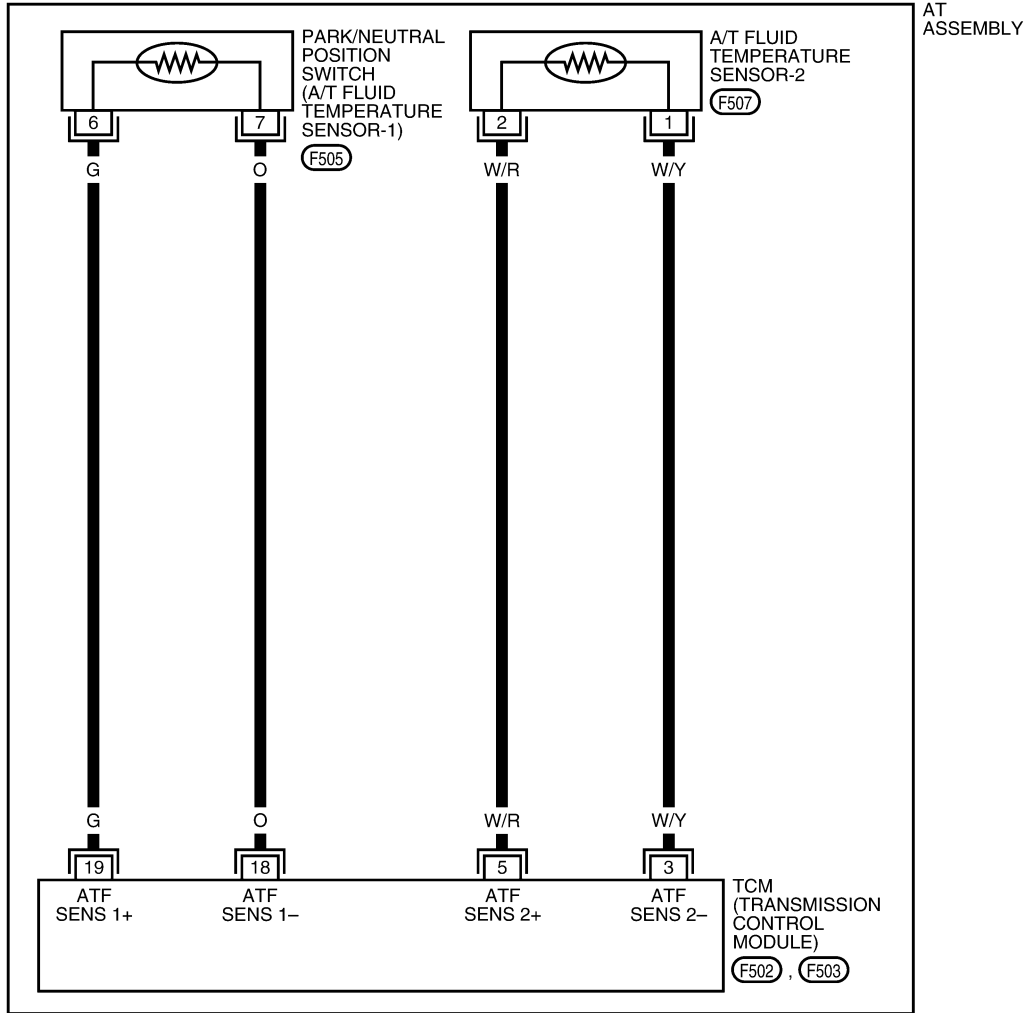 AT
ASSEMBLY
PARK/NEUTRAL
POSITION
SWITCH
(A/T FLUID
TEMPERATURE
SENSOR-1)
F505
A/T FLUID
TEMPERATURE
SENSOR-2
F507
6 7 2 1
G O W/R W/Y
G O W/R W/Y
19 18 5 3
ATF ATF ATF ATF
SENS 1+ SENS 1– SENS 2+ SENS 2–
TCM
(TRANSMISSION
CONTROL
MODULE)
F502 , F503